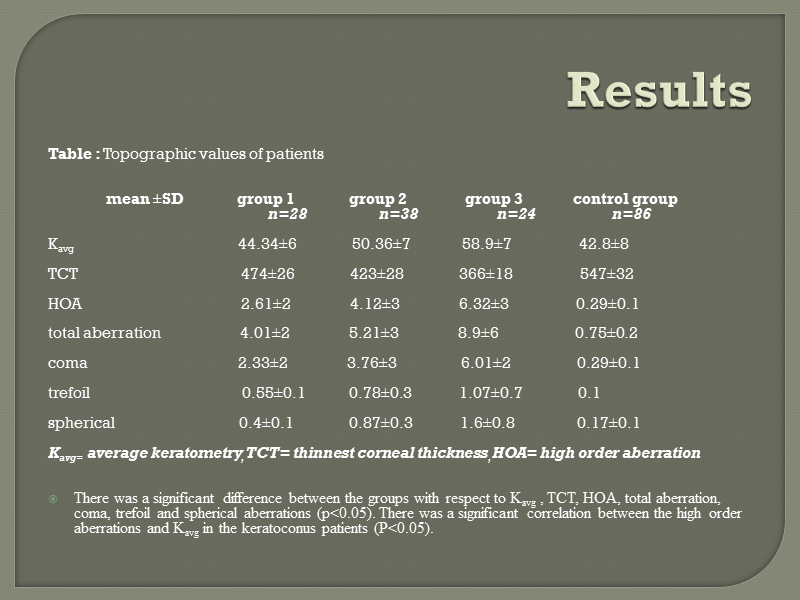 Results
Table : Topographic values of patients
mean ±SD group 1 group 2 group 3 control group
n=28 n=38 n=24 n=86
Kavg 44.34±6 50.36±7 58.9±7 42.8±8
TCT 474±26 423±28 366±18 547±32
HOA 2.61±2 4.12±3 6.32±3 0.29±0.1
total aberration 4.01±2 5.21±3 8.9±6 0.75±0.2
coma 2.33±2 3.76±3 6.01±2 0.29±0.1
trefoil 0.55±0.1 0.78±0.3 1.07±0.7 0.1
spherical 0.4±0.1 0.87±0.3 1.6±0.8 0.17±0.1
Kavg= average keratometry,TCT= thinnest corneal thickness,HOA= high order aberration
There was a significant difference between the groups with respect to Kavg , TCT, HOA, total aberration,
coma, trefoil and spherical aberrations (p<0.05). There was a significant correlation between the high order
aberrations and Kavg in the keratoconus patients (P<0.05).